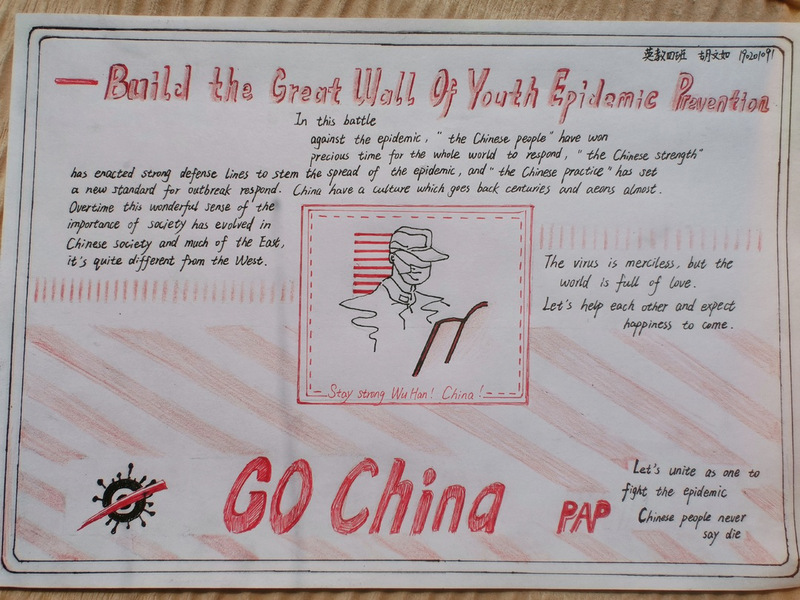 英教四班 胡文如 190201091
Build the Great Wall Of Youth Epidemic Prevention
In this battle
against the epidemic, "the Chinese people" have won
precious time for the whole world to respond, "the Chinese strength"
has enacted strong defense lines to stem the spread of the epidemic, and "the Chinese practice" has set
a new standard for outbreak respond. China have a culture which goes back centuries and aeons almost.
Overtime this wonderful sense of the
importance of society has evolved in
Chinese society and much of the East,
it's quite different from the West.
The virus is merciless, but the
world is full of love.
Let's help each other and expect
happiness to come.
Stay strong WuHan! China!
GO China
PAP
Let's unite as one to
fight the epidemic
Chinese people never
say die